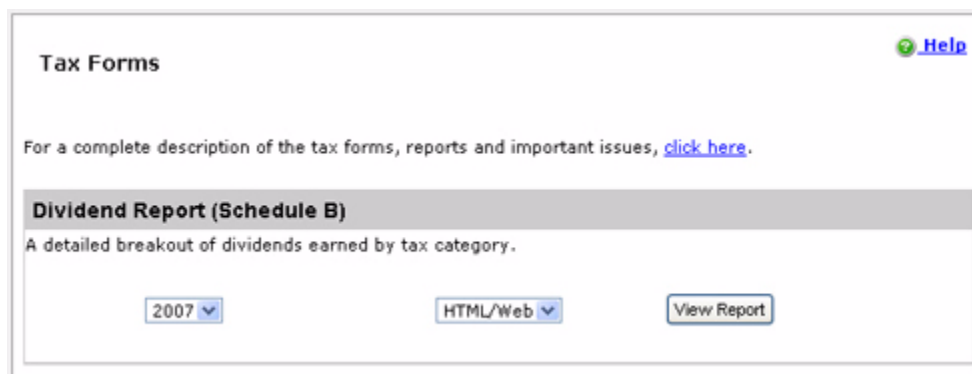 Help
Tax Forms
For a complete description of the tax forms, reports and important issues, click here.
Dividend Report (Schedule B)
A detailed breakout of dividends earned by tax category.
2007 HTML/Web View Report